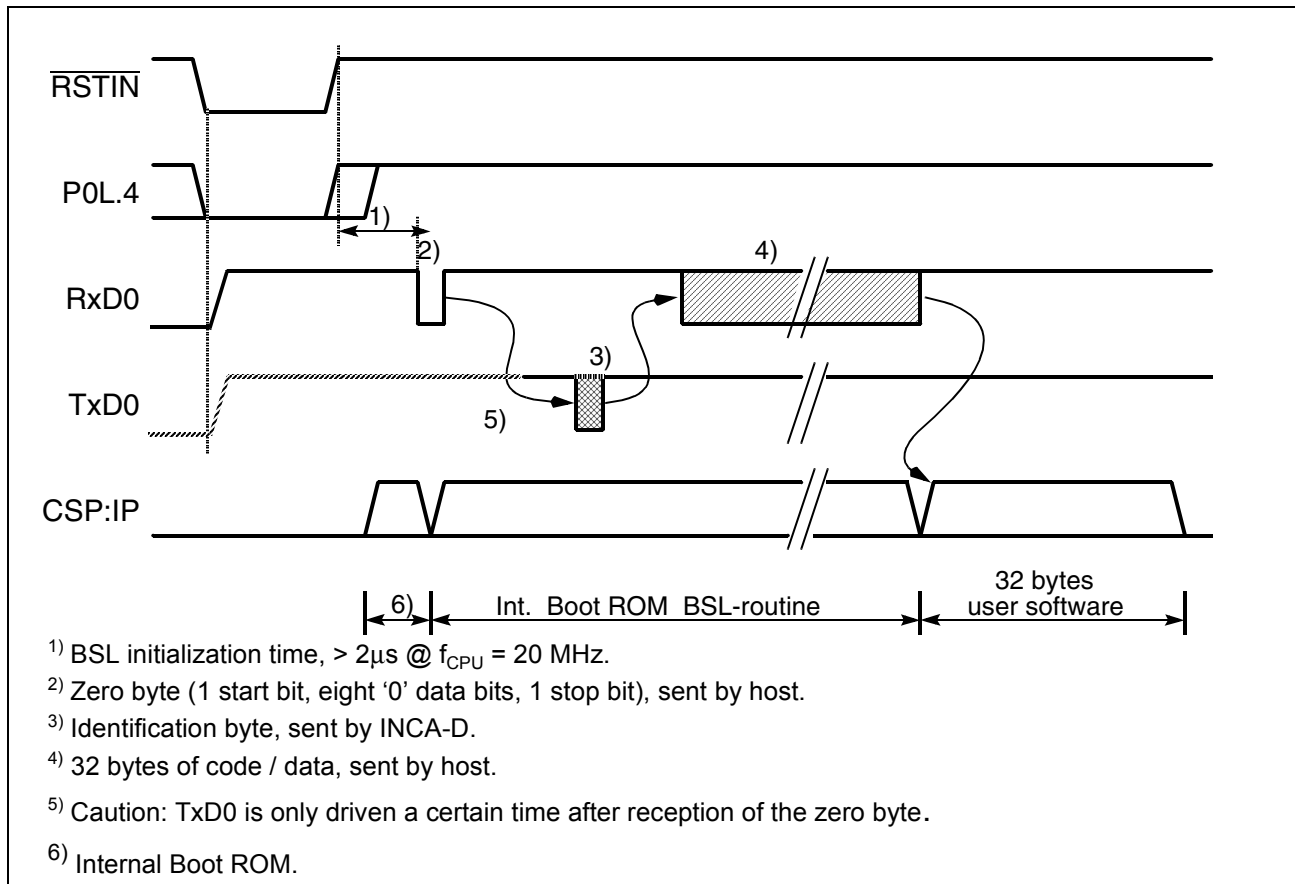 RSTIN
P0L.4
1)
2)
4)
RxD0
3)
TxD0
5)
CSP:IP
6)
Int. Boot ROM BSL-routine
32 bytes
user software
1) BSL initialization time, > 2µs @ fCPU = 20 MHz.
2) Zero byte (1 start bit, eight ‘0’ data bits, 1 stop bit), sent by host.
3) Identification byte, sent by INCA-D.
4) 32 bytes of code / data, sent by host.
5) Caution: TxD0 is only driven a certain time after reception of the zero byte.
6) Internal Boot ROM.